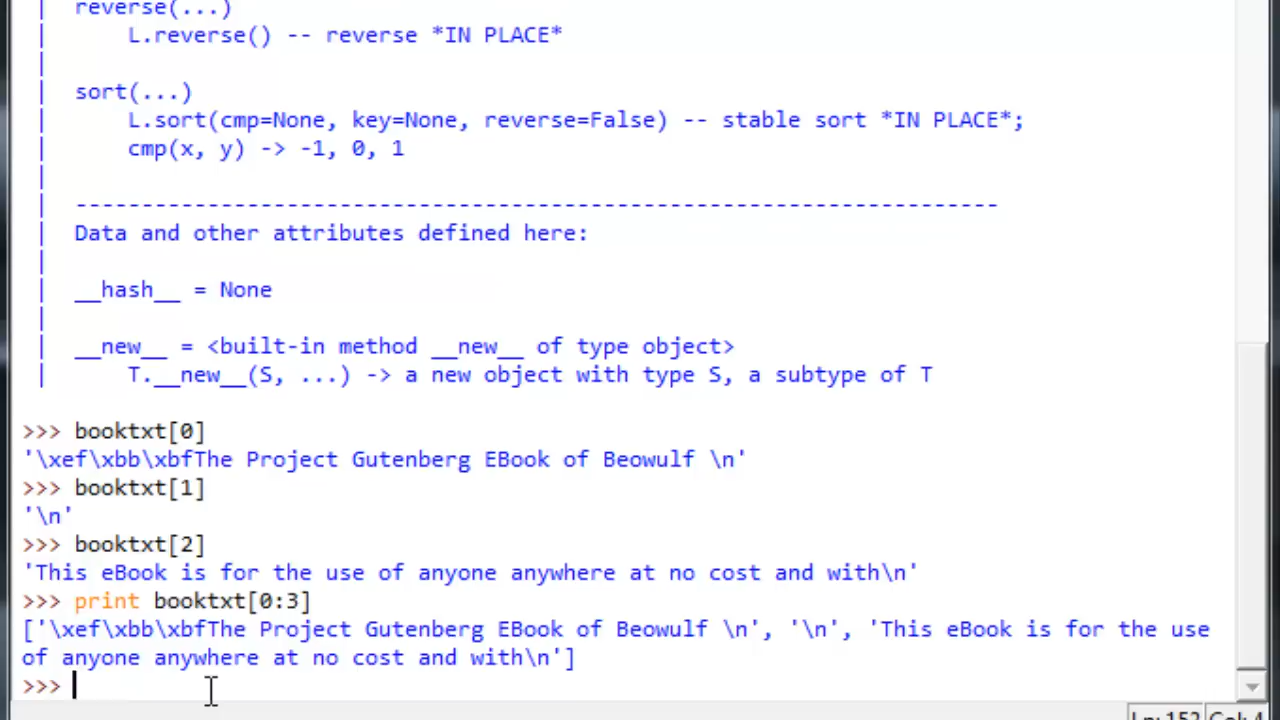 reverse(...)
|       L.reverse() -- reverse *IN PLACE*
|
|   sort(...)
|       L.sort(cmp=None, key=None, reverse=False) -- stable sort *IN PLACE*;
|       cmp(x, y) -> -1, 0, 1
|
|   ----------------------------------------------------------------------
|   Data and other attributes defined here:
|
|   __hash__ = None
|
|   __new__ = <built-in method __new__ of type object>
|       T.__new__(S, ...) -> a new object with type S, a subtype of T
>>> booktxt[0]
'\xef\xbb\xbfThe Project Gutenberg EBook of Beowulf \n'
>>> booktxt[1]
'\n'
>>> booktxt[2]
'This eBook is for the use of anyone anywhere at no cost and with\n'
>>> print booktxt[0:3]
['\xef\xbb\xbfThe Project Gutenberg EBook of Beowulf \n', '\n', 'This eBook is for the use
of anyone anywhere at no cost and with\n']
>>>